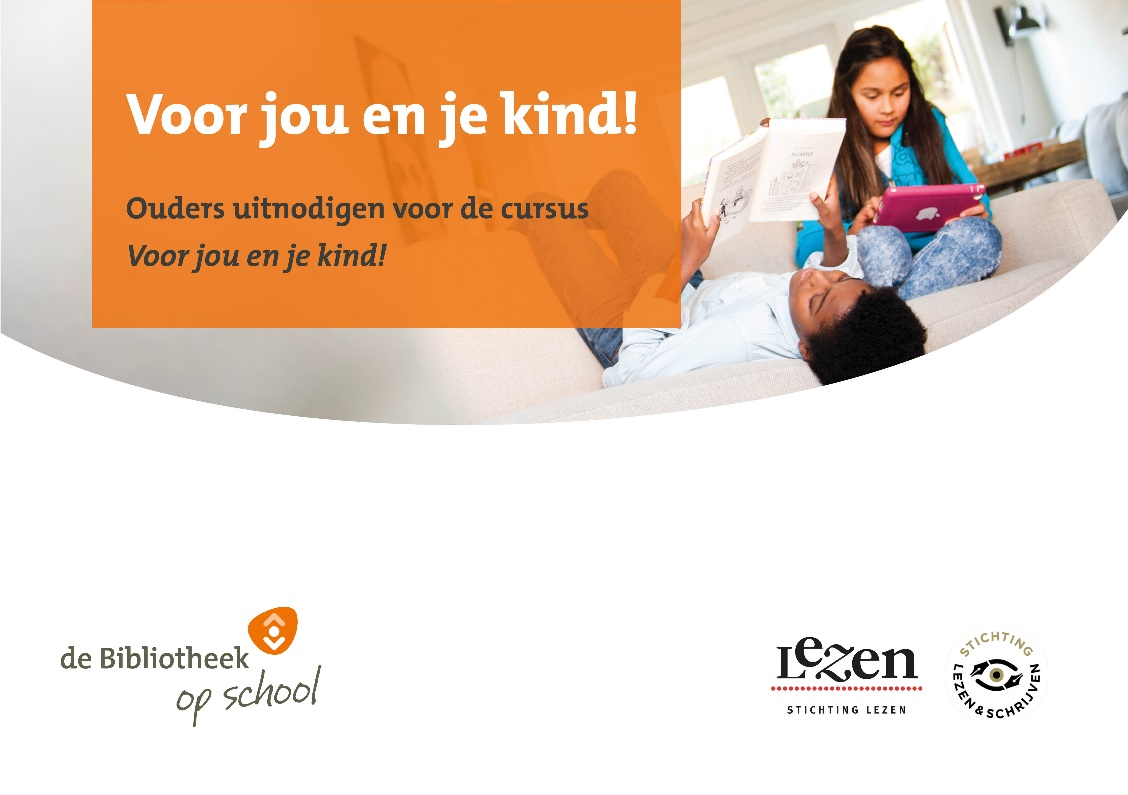 Voor jou en je kind!
Ouders uitnodigen voor de cursus
Voor jou en je kind!
de Bibliotheek
op school
Lezen
STICHTING LEZEN
STICHTING
LEZEN & SCHRIJVEN